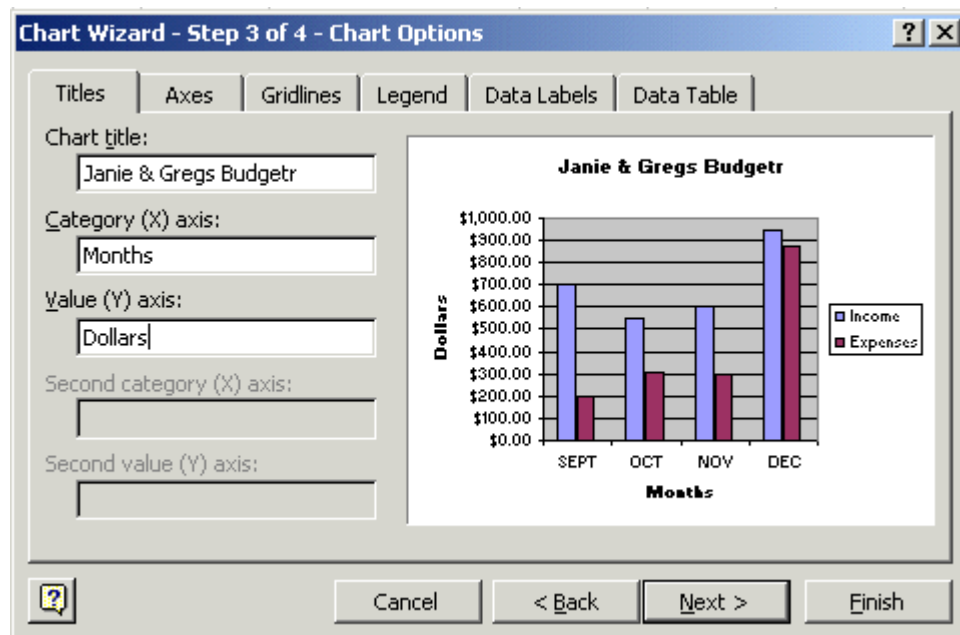 Chart Wizard - Step 3 of 4 - Chart Options
Titles Axes Gridlines Legend Data Labels Data Table
Chart title:
Janie & Gregs Budgetr
Category (X) axis:
Months
Value (Y) axis:
Dollars
Second category (X) axis:
Second value (Y) axis:
Janie & Gregs Budgetr
Dollars
$1,000.00
$900.00
$800.00
$700.00
$600.00
$500.00
$400.00
$300.00
$200.00
$100.00
$0.00
SEPT OCT NOV DEC
Months
Income
Expenses
Cancel < Back Next > Finish